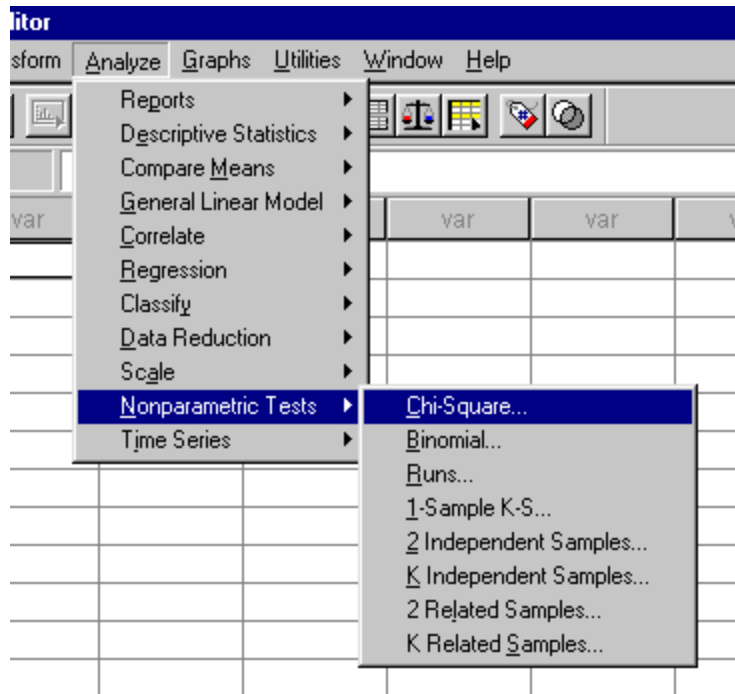 litor
sform Analyze Graphs Utilities Window Help
Reports
Descriptive Statistics
Compare Means
General Linear Model
var var var
Correlate
Regression
Classify
Data Reduction
Scale
Nonparametric Tests
Time Series
Chi-Square...
Binomial...
Runs...
1-Sample K-S...
2 Independent Samples...
K Independent Samples...
2 Related Samples...
K Related Samples...